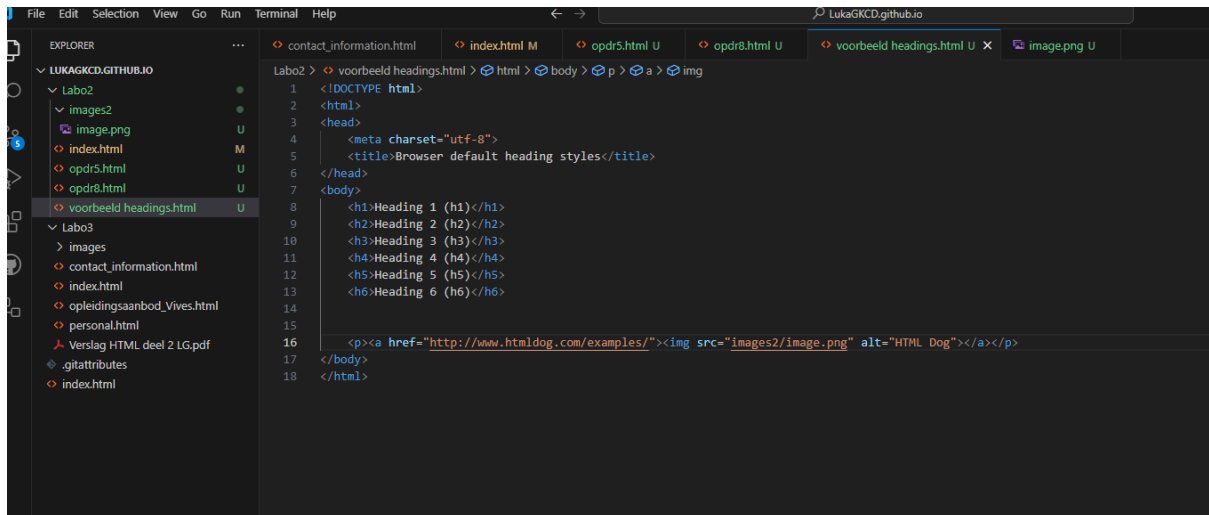 File Edit Selection View Go Run Terminal Help
LukaGKCD.github.io
EXPLORER
LUKAGKCD.GITHUB.IO
Labo2
images2
image.png U
index.html M
opdr5.html U
opdr8.html U
voorbeeld headings.html U
Labo3
images
contact_information.html
index.html
opleidingsaanbod_Vives.html
personal.html
Verslag HTML deel 2 LG.pdf
.gitattributes
index.html
5
contact_information.html index.html M opdr5.html U opdr8.html U voorbeeld headings.html U image.png U
Labo2 > voorbeeld headings.html > html > body > p > a > img
1 <!DOCTYPE html>
2 <html>
3 <head>
4 <meta charset="utf-8">
5 <title>Browser default heading styles</title>
6 </head>
7 <body>
8 <h1>Heading 1 (h1)</h1>
9 <h2>Heading 2 (h2)</h2>
10 <h3>Heading 3 (h3)</h3>
11 <h4>Heading 4 (h4)</h4>
12 <h5>Heading 5 (h5)</h5>
13 <h6>Heading 6 (h6)</h6>
14
15
16 <p><a href="http://www.htmldog.com/examples/"><img src="images2/image.png" alt="HTML Dog"></a></p>
17 </body>
18 </html>